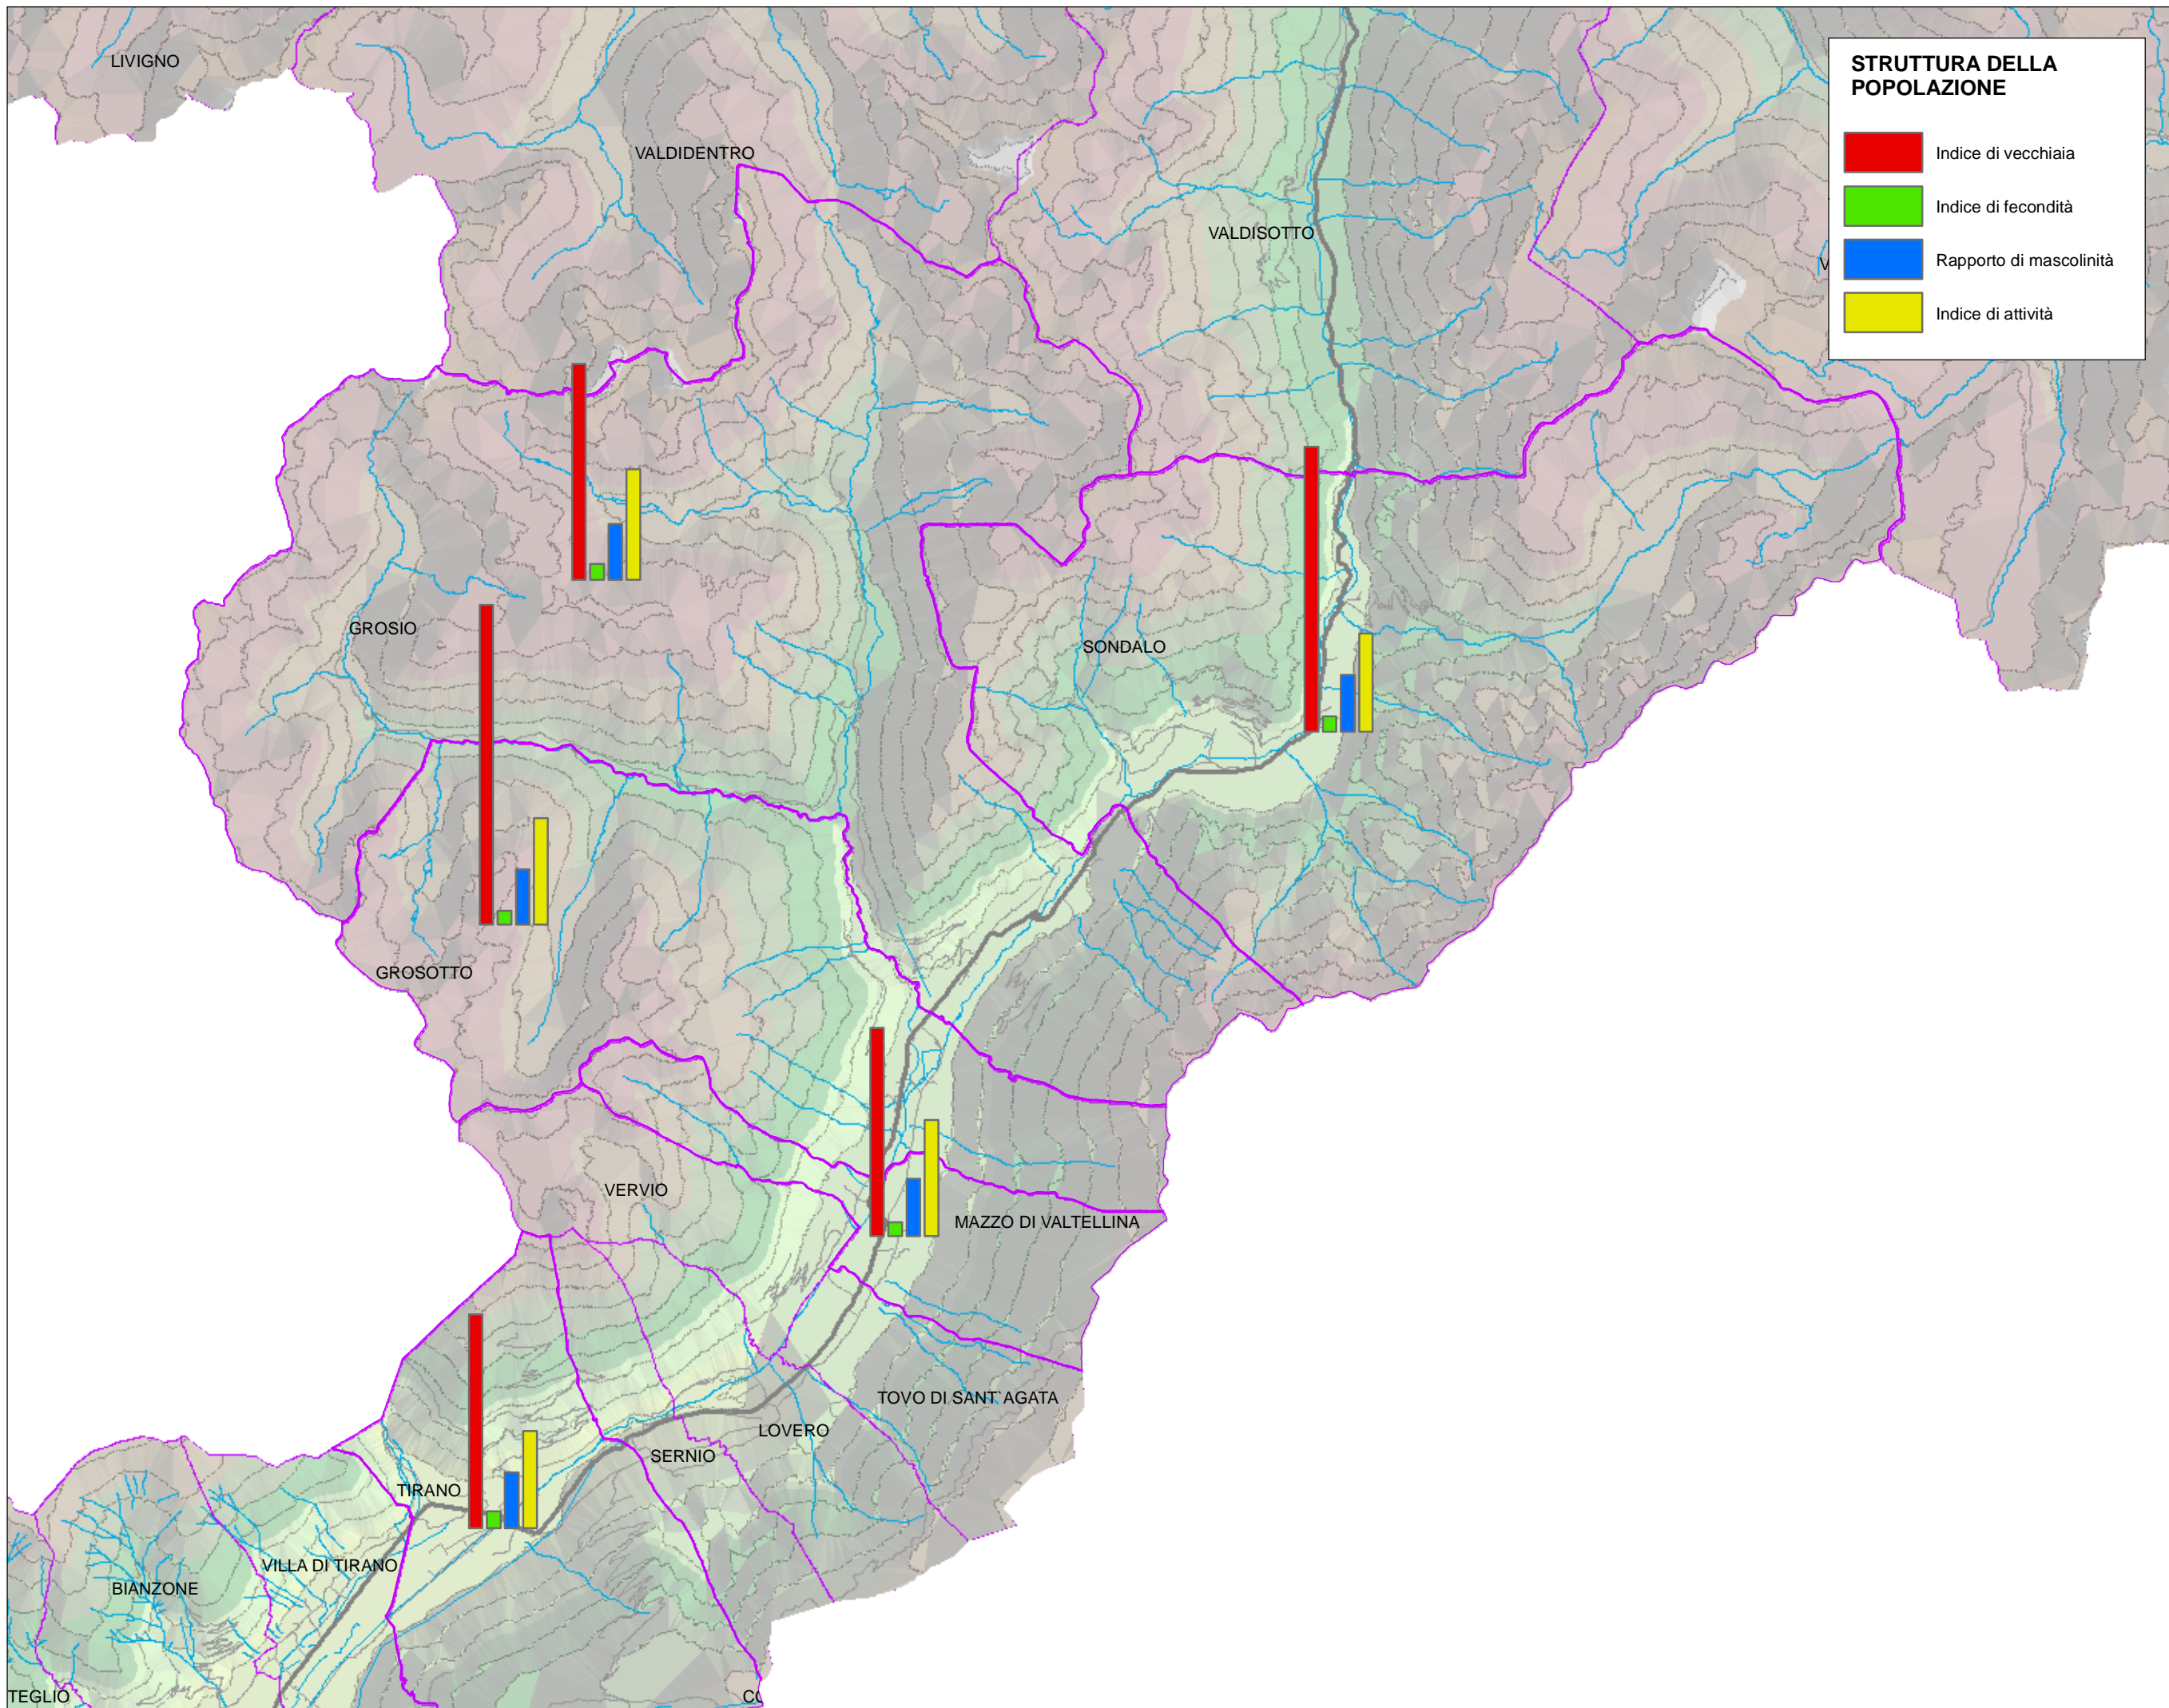 LIVIGNO
STRUTTURA DELLA
POPOLAZIONE
Indice di vecchiaia
Indice di fecondità
Rapporto di mascolinità
Indice di attività
VALDIDENTRO
VALDISOTTO
V
GROSIO
SONDALO
GROSOTTO
VERVIO
MAZZO DI VALTELLINA
TOVO DI SANT`AGATA
LOVERO
SERNIO
TIRANO
VILLA DI TIRANO
BIANZONE
TEGLIO